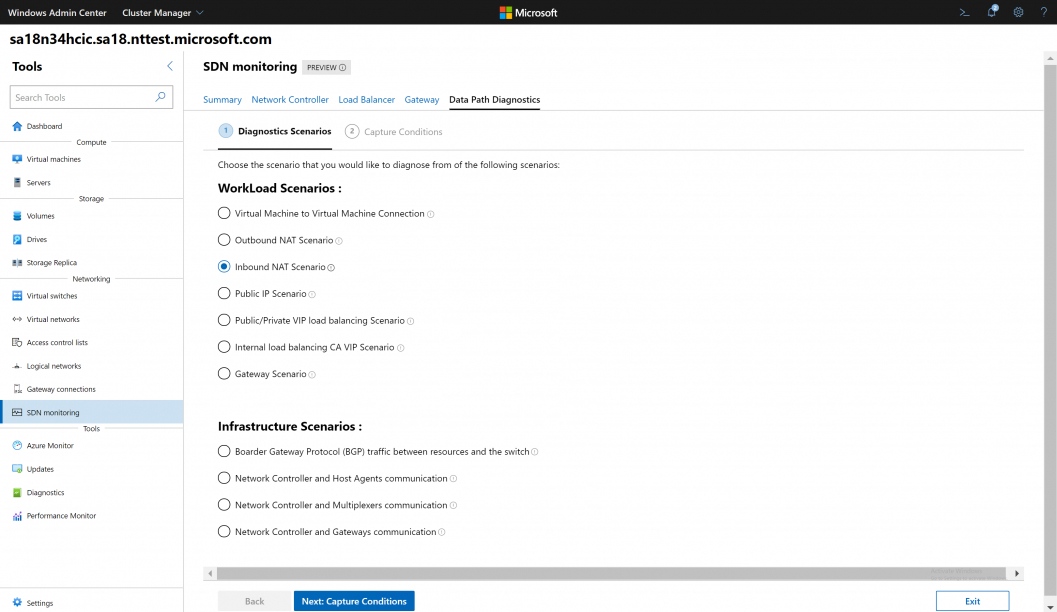 Windows Admin Center Cluster Manager Microsoft
sa18n34hcic.sa18.nttest.microsoft.com
Tools
Search Tools
Dashboard
Compute
Virtual machines
Servers
Storage
Volumes
Drives
Storage Replica
Networking
Virtual switches
Virtual networks
Access control lists
Logical networks
Gateway connections
SDN monitoring
Tools
Azure Monitor
Updates
Diagnostics
Performance Monitor
Settings
SDN monitoring PREVIEW
Summary Network Controller Load Balancer Gateway Data Path Diagnostics
1 Diagnostics Scenarios 2 Capture Conditions
Choose the scenario that you would like to diagnose from of the following scenarios:
WorkLoad Scenarios :
Virtual Machine to Virtual Machine Connection
Outbound NAT Scenario
Inbound NAT Scenario
Public IP Scenario
Public/Private VIP load balancing Scenario
Internal load balancing CA VIP Scenario
Gateway Scenario
Infrastructure Scenarios :
Boarder Gateway Protocol (BGP) traffic between resources and the switch
Network Controller and Host Agents communication
Network Controller and Multiplexers communication
Network Controller and Gateways communication
Back Next: Capture Conditions Exit